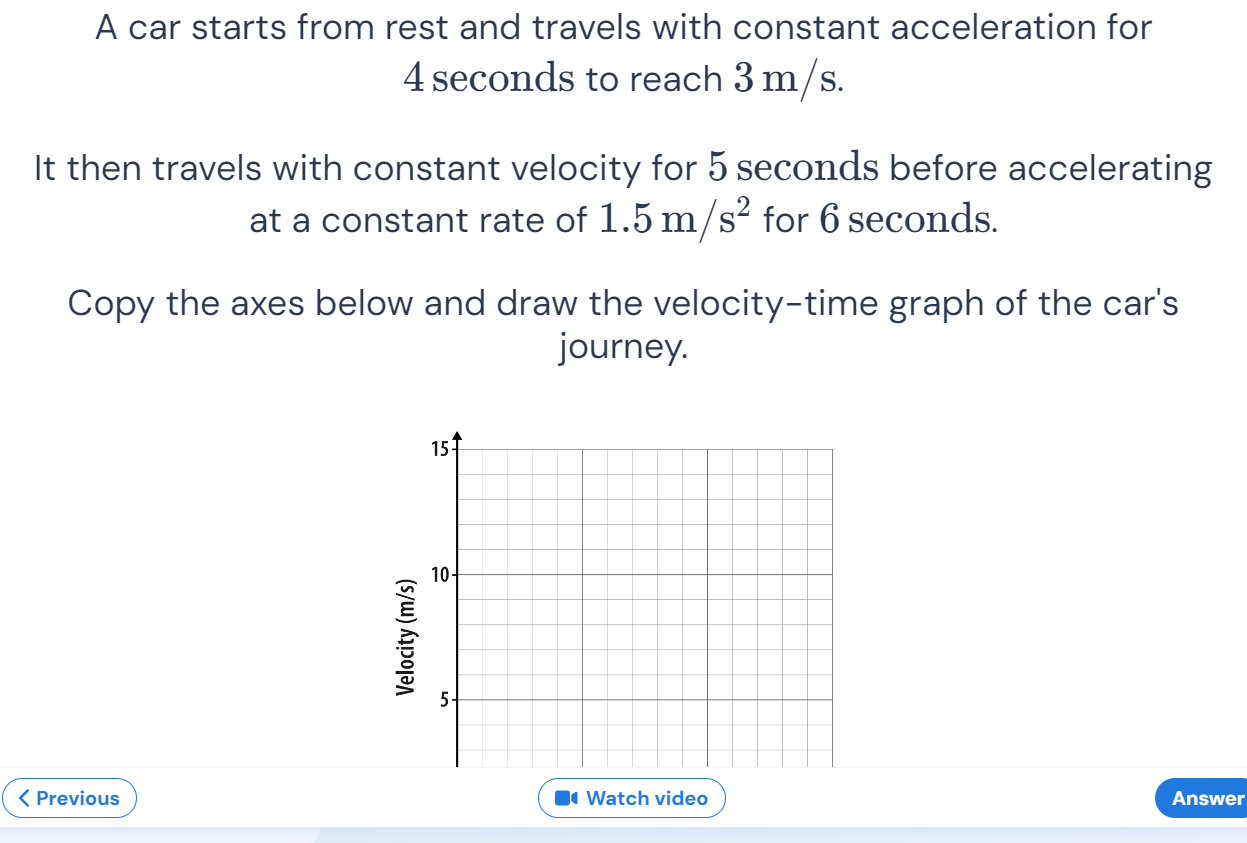 A car starts from rest and travels with constant acceleration for
4 seconds to reach 3 m/s.
It then travels with constant velocity for 5 seconds before accelerating
at a constant rate of 1.5 m/s² for 6 seconds.
Copy the axes below and draw the velocity-time graph of the car's
journey.
15
10
Velocity (m/s)
5
Previous
Watch video
Answer